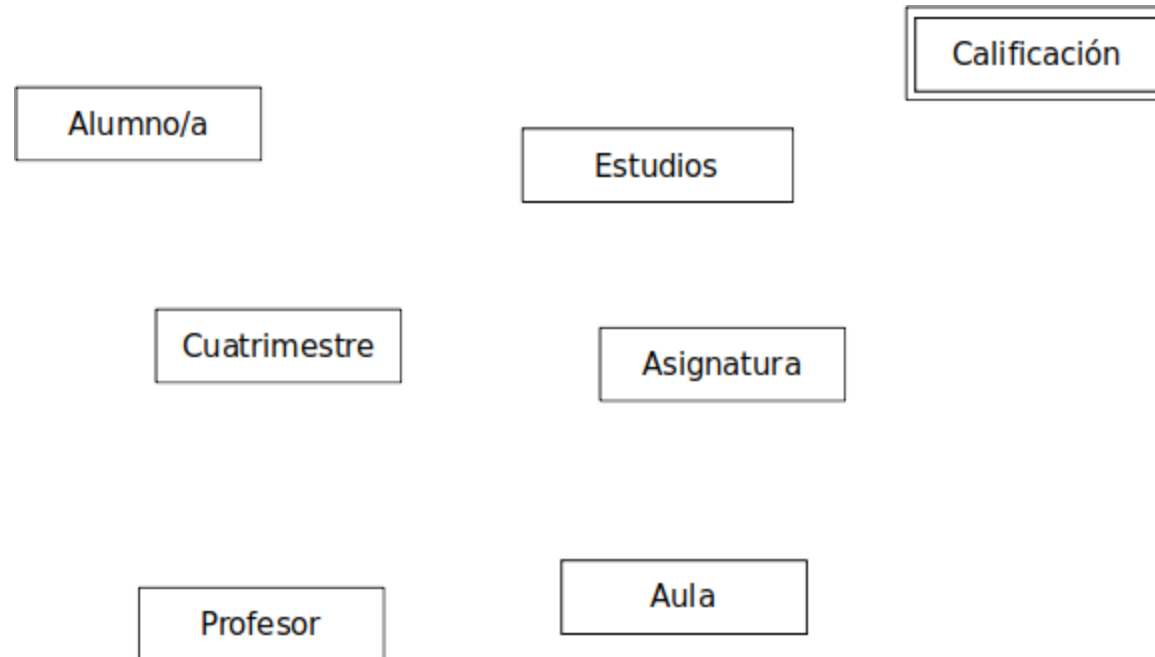 Calificación
Alumno/a
Estudios
Cuatrimestre
Asignatura
Aula
Profesor